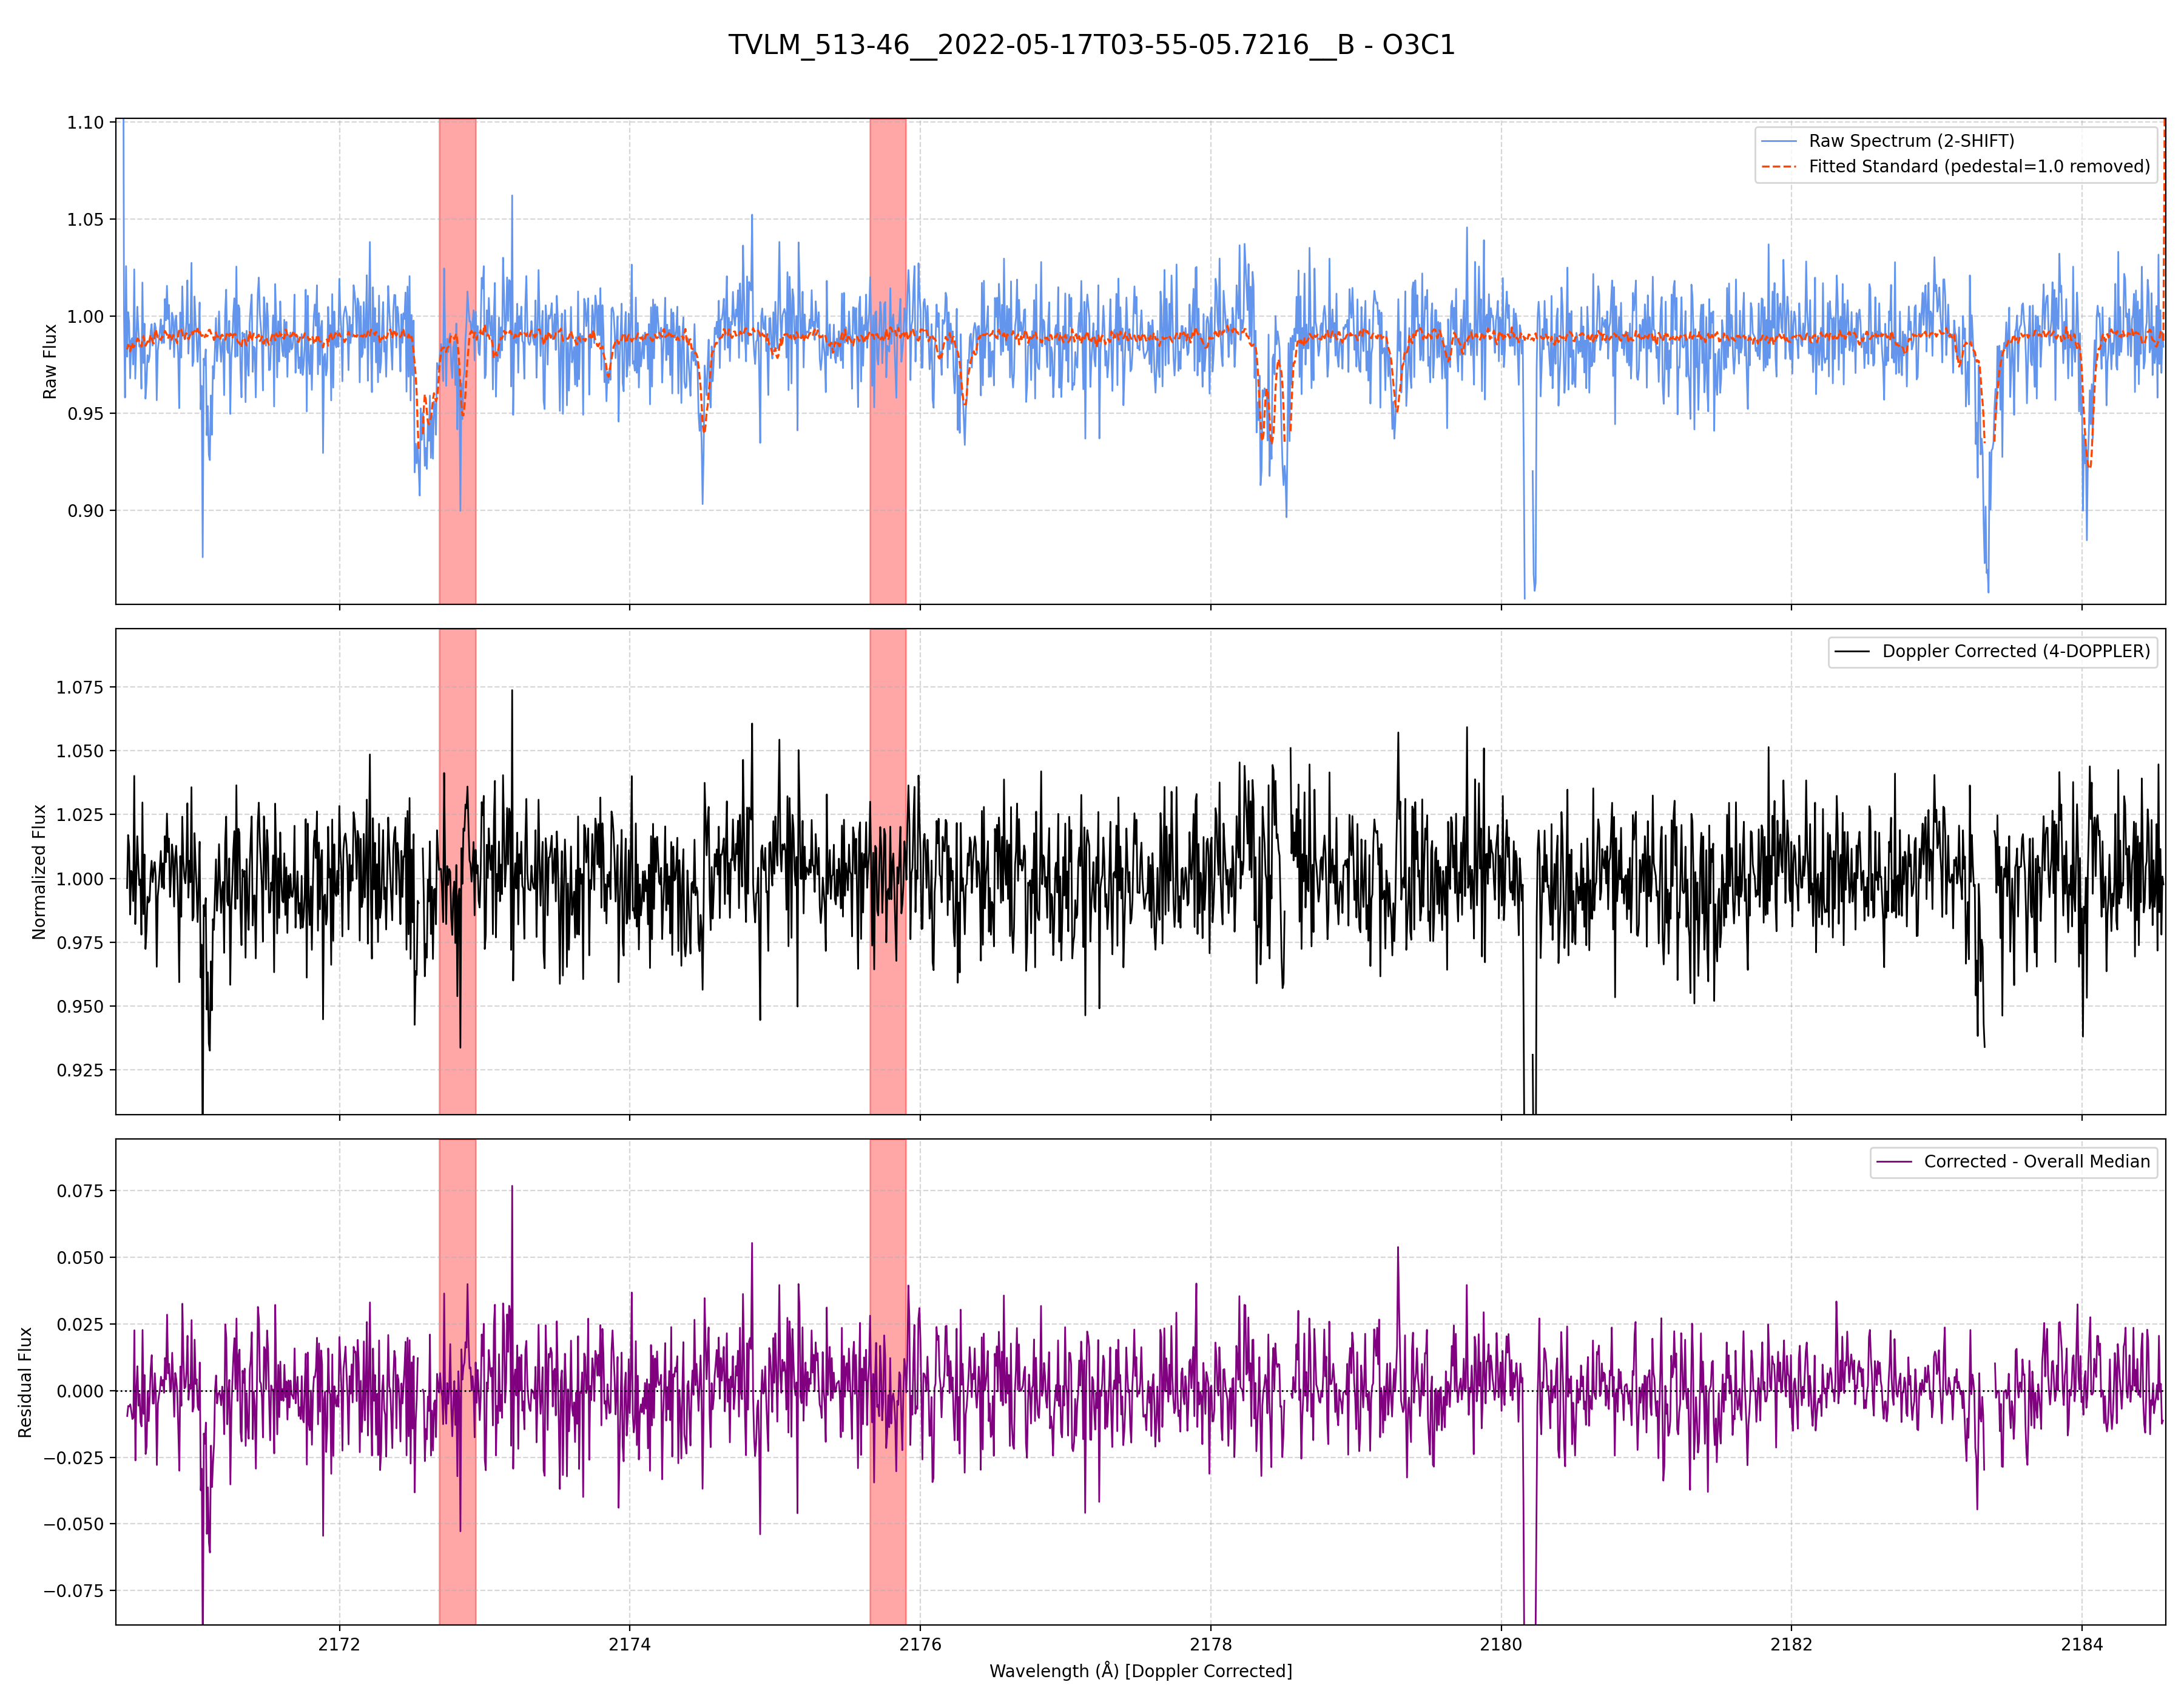 TVLM_513-46__2022-05-17T03-55-05.7216__B - O3C1
1.10
1.05
1.00
0.95
0.90
Raw Flux
Raw Spectrum (2-SHIFT)
Fitted Standard (pedestal=1.0 removed)
1.075
1.050
1.025
1.000
0.975
0.950
0.925
Normalized Flux
Doppler Corrected (4-DOPPLER)
0.075
0.050
0.025
0.000
−0.025
−0.050
−0.075
Residual Flux
Corrected - Overall Median
2172 2174 2176 2178 2180 2182 2184
Wavelength (Å) [Doppler Corrected]